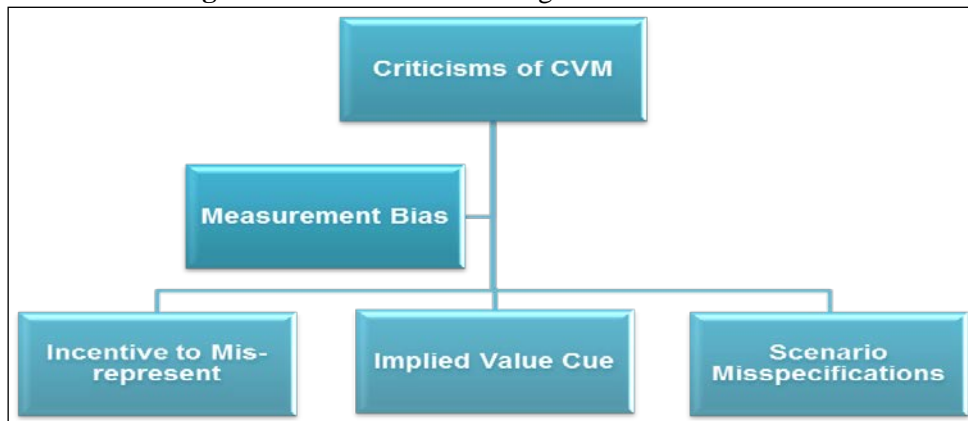 Criticisms of CVM
Measurement Bias
Incentive to Mis-
represent
Implied Value Cue
Scenario
Misspecifications